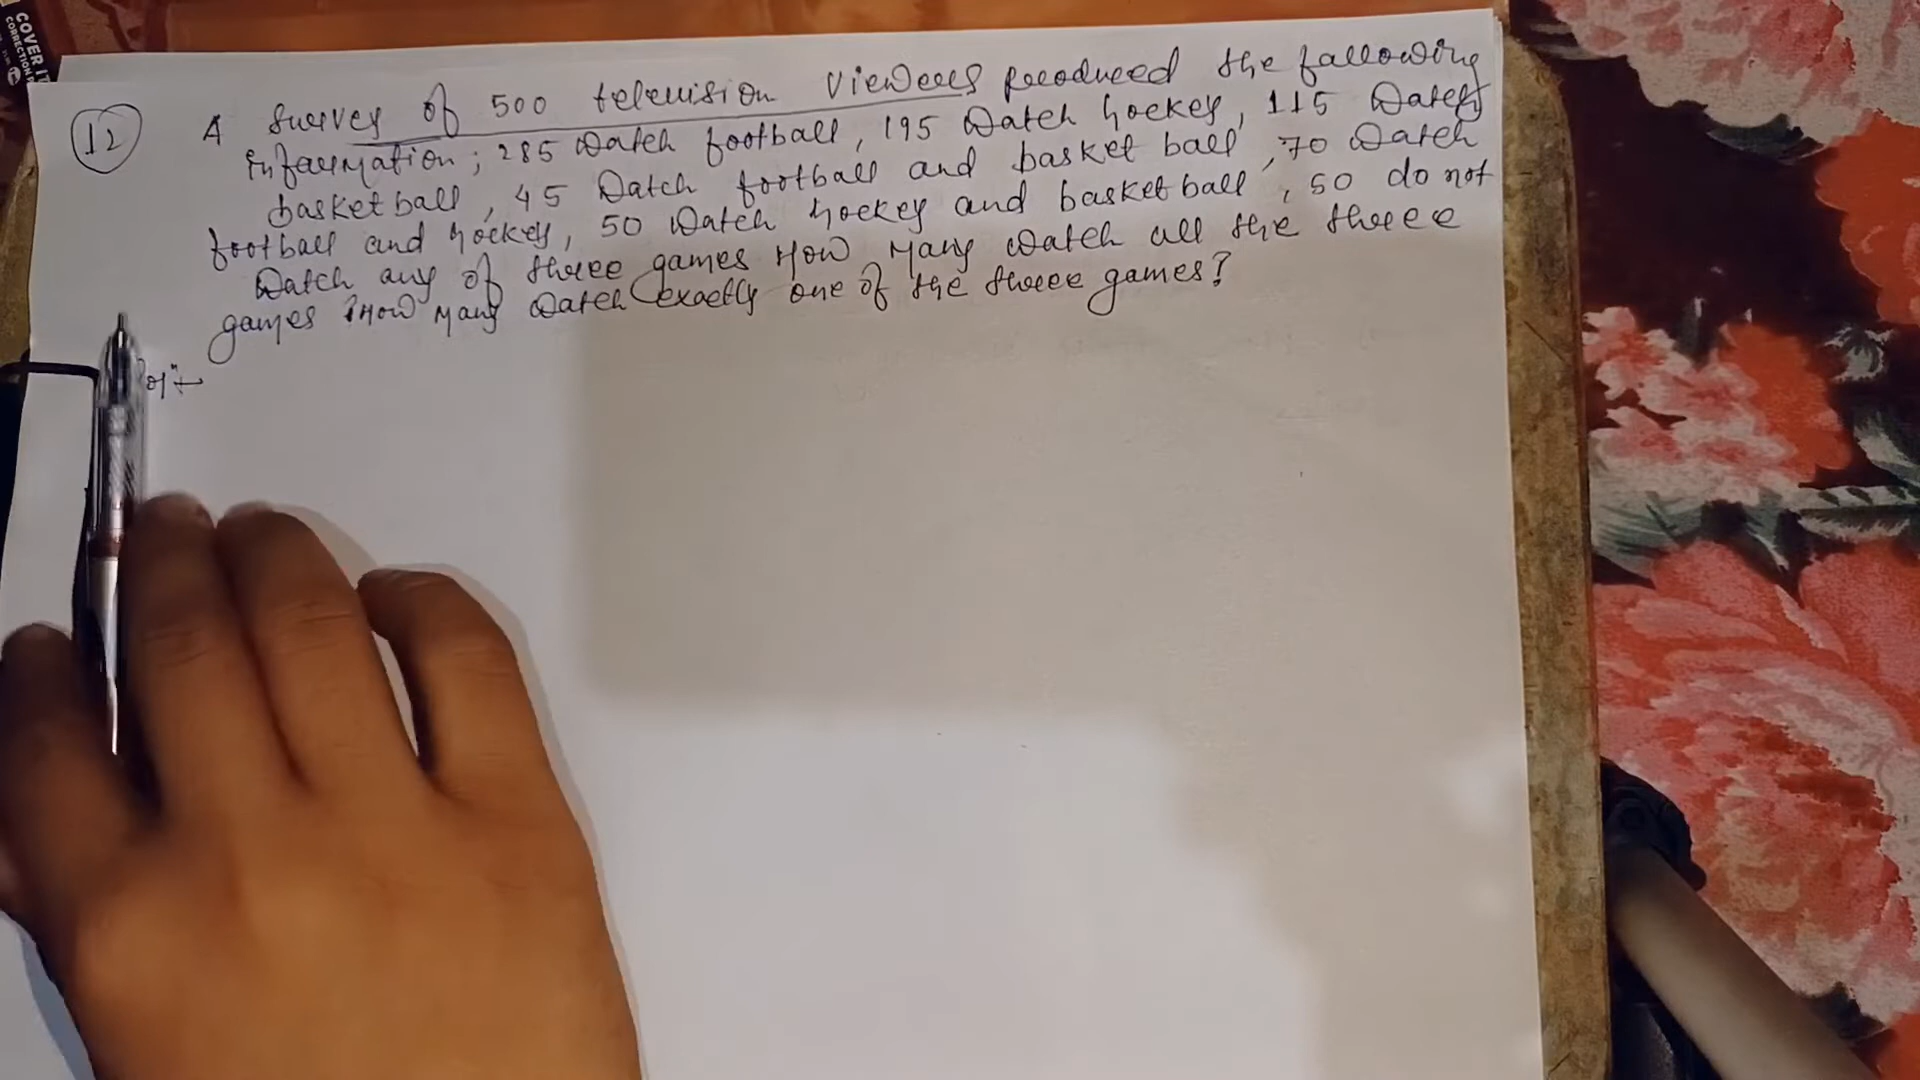 COVER IT
CORRECTION P
12
A survey of 500 television viewers produced the following
information; 285 watch football, 195 watch hockey, 115 watch
basketball, 45 watch football and basket ball, 70 watch
football and hockey, 50 watch hockey and basketball, 50 do not
watch any of three games How many watch all the three
games ? How many watch exactly one of the three games?